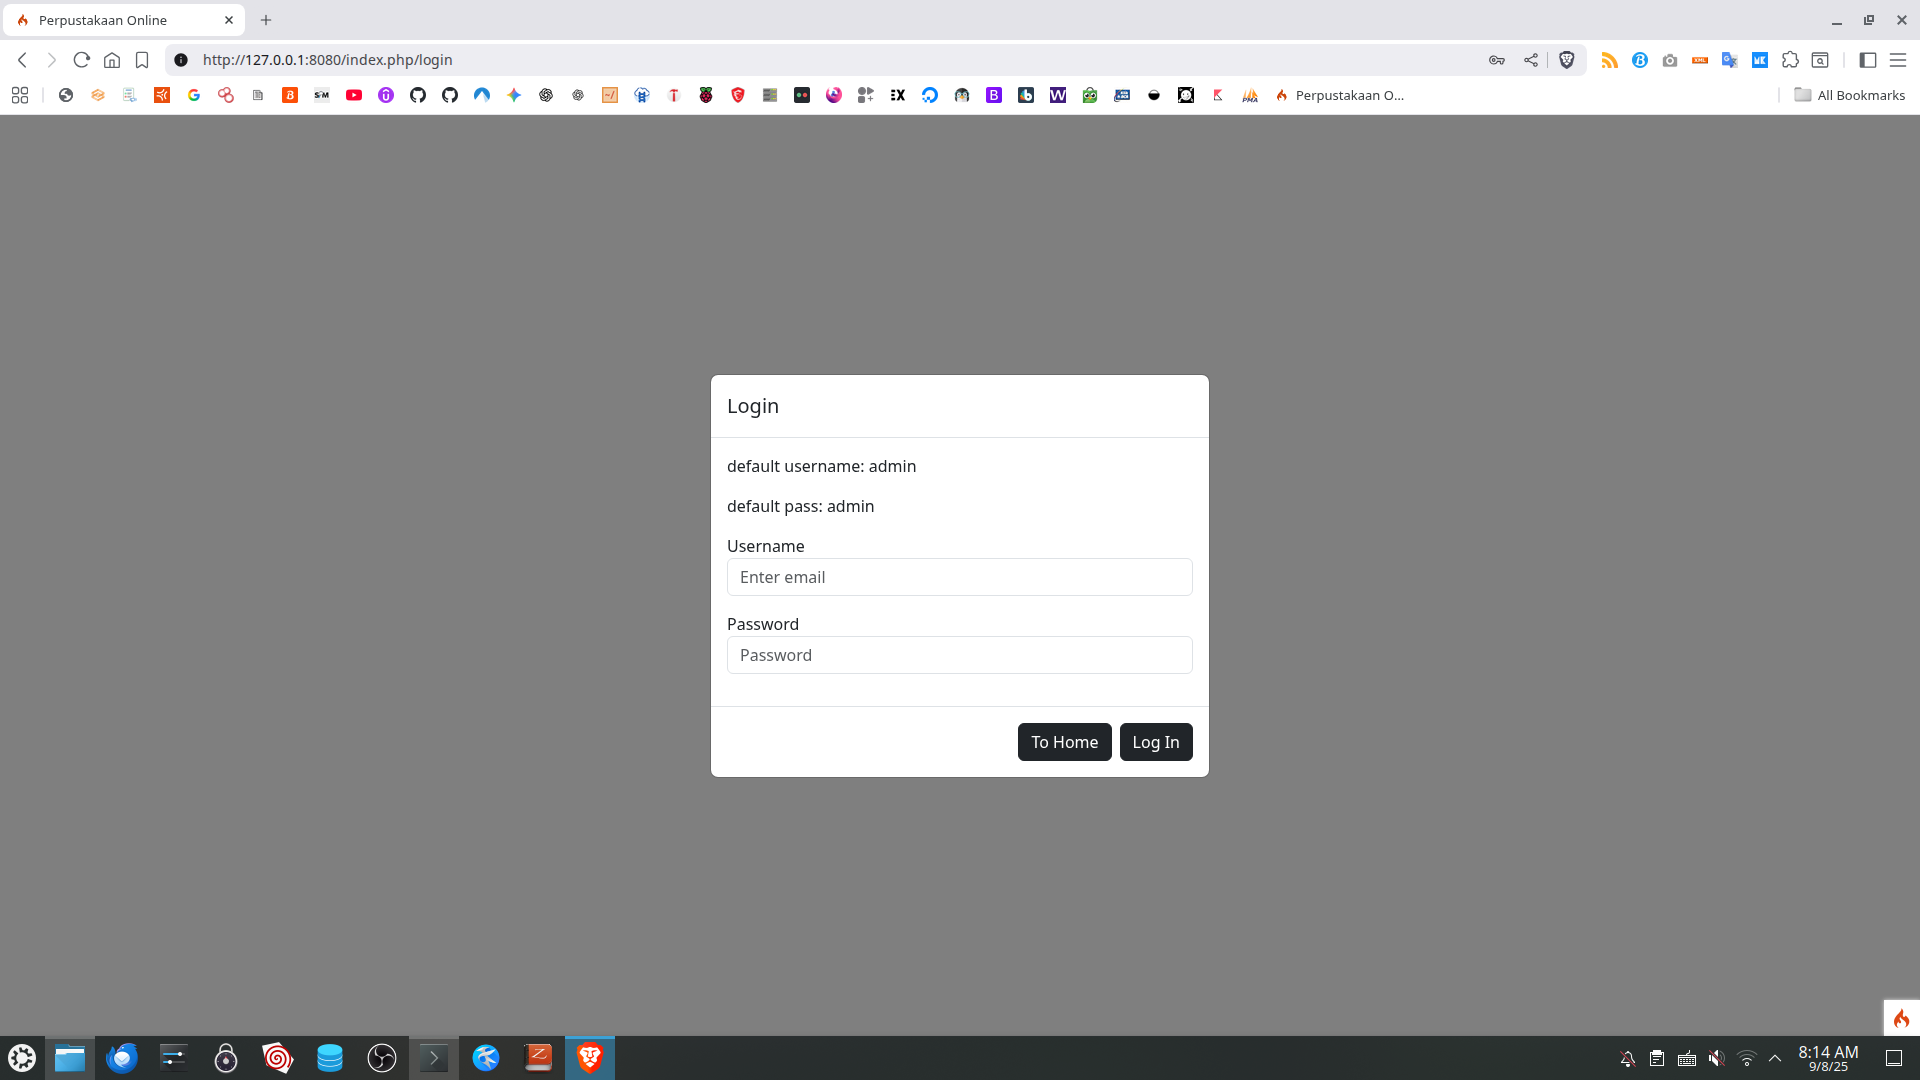 Perpustakaan Online
http://127.0.0.1:8080/index.php/login
Perpustakaan O...
All Bookmarks
Login
default username: admin
default pass: admin
Username
Enter email
Password
Password
To Home
Log In
8:14 AM
9/8/25